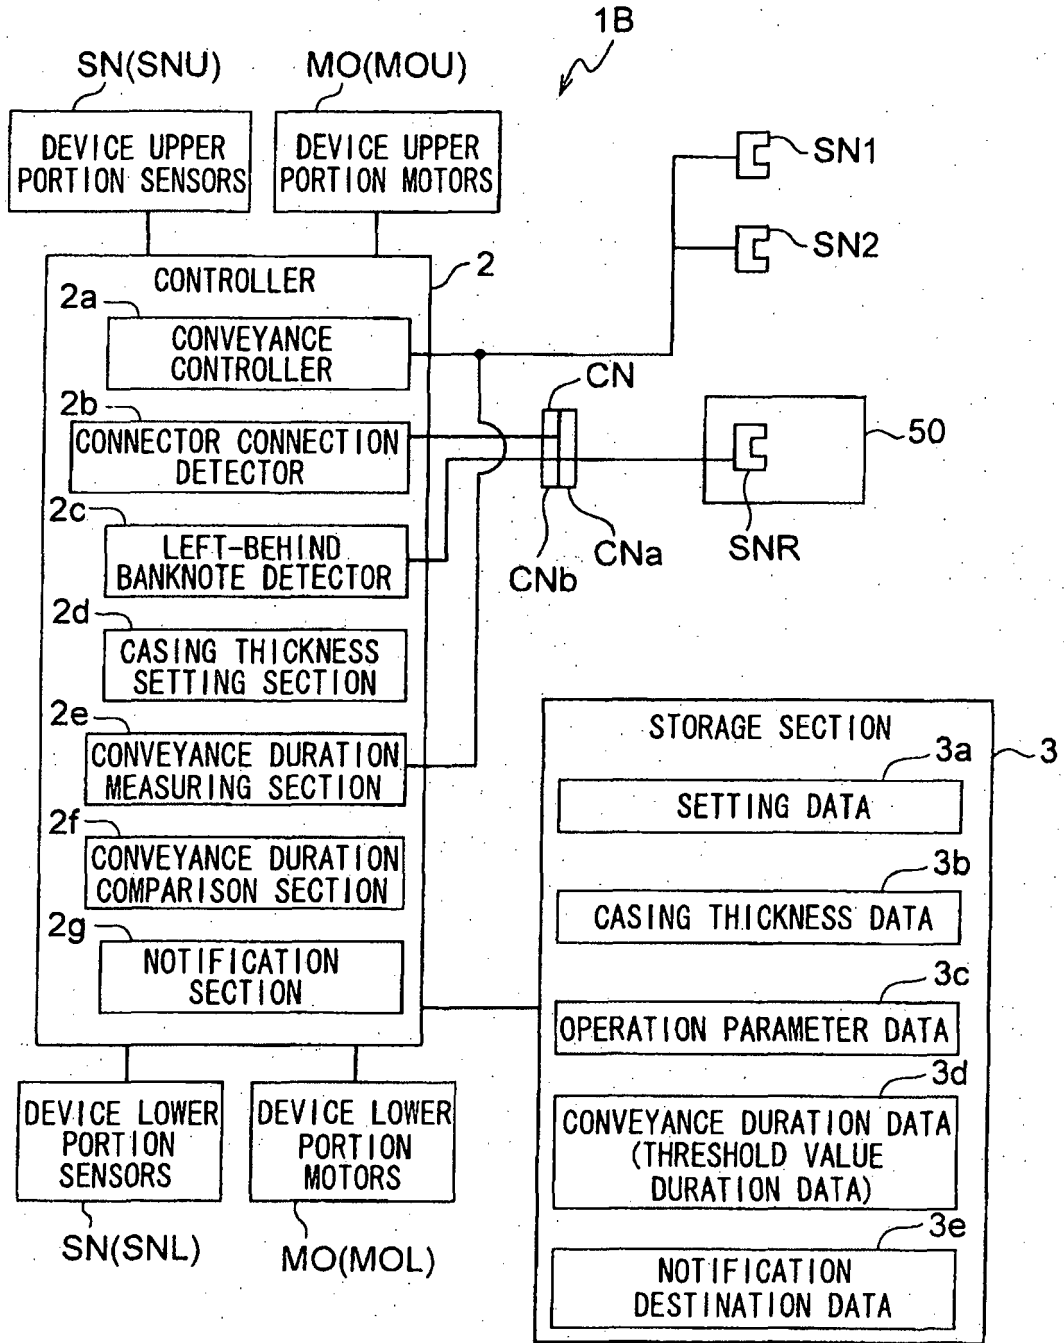 1B
SN(SNU)
MO(MOU)
DEVICE UPPER
PORTION SENSORS
DEVICE UPPER
PORTION MOTORS
SN1
SN2
CONTROLLER
2
2a
CONVEYANCE
CONTROLLER
2b
CONNECTOR CONNECTION
DETECTOR
2c
LEFT-BEHIND
BANKNOTE DETECTOR
2d
CASING THICKNESS
SETTING SECTION
2e
CONVEYANCE DURATION
MEASURING SECTION
2f
CONVEYANCE DURATION
COMPARISON SECTION
2g
NOTIFICATION
SECTION
CN
CNb
CNa
50
SNR
STORAGE SECTION
3
3a
SETTING DATA
3b
CASING THICKNESS DATA
3c
OPERATION PARAMETER DATA
3d
CONVEYANCE DURATION DATA
(THRESHOLD VALUE
DURATION DATA)
3e
NOTIFICATION
DESTINATION DATA
DEVICE LOWER
PORTION
SENSORS
DEVICE LOWER
PORTION
MOTORS
SN(SNL)
MO(MOL)